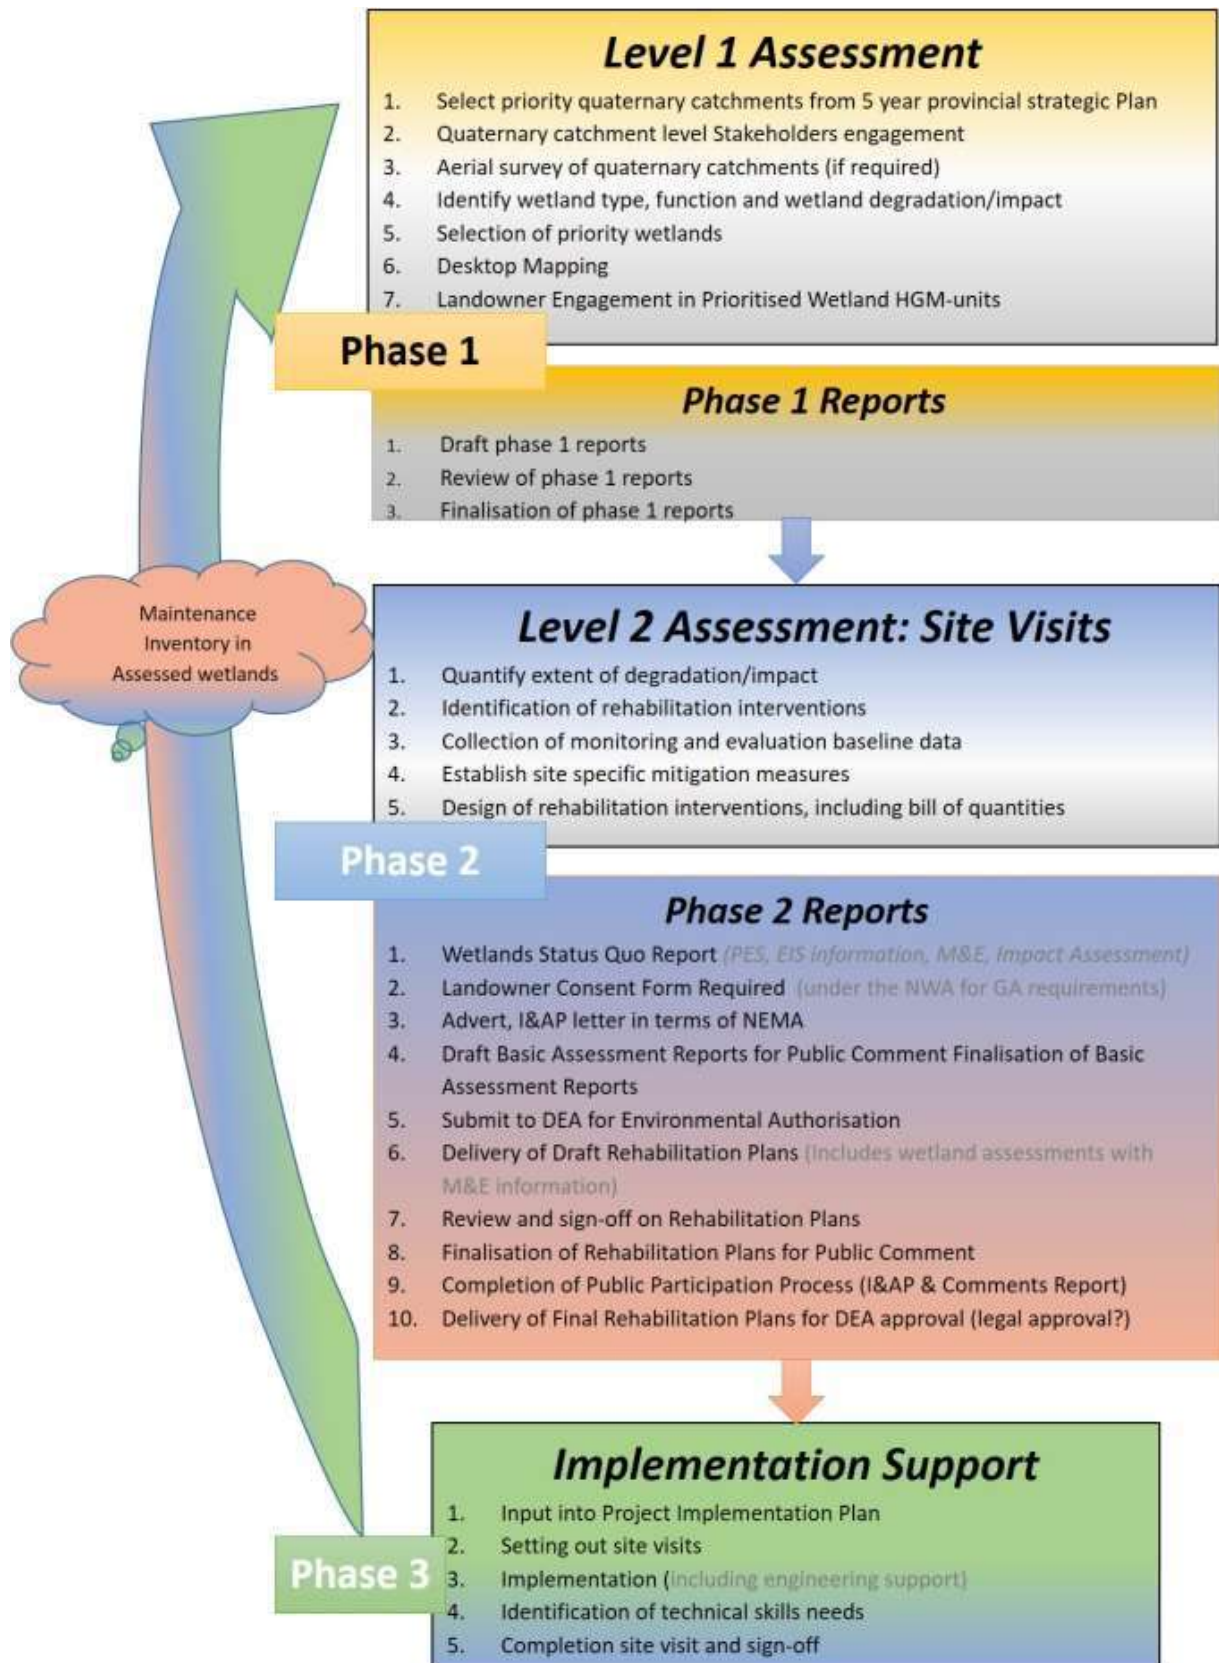 Level 1 Assessment
1. Select priority quaternary catchments from 5 year provincial strategic Plan
2. Quaternary catchment level Stakeholders engagement
3. Aerial survey of quaternary catchments (if required)
4. Identify wetland type, function and wetland degradation/impact
5. Selection of priority wetlands
6. Desktop Mapping
7. Landowner Engagement in Prioritised Wetland HGM-units
Phase 1
Phase 1 Reports
1. Draft phase 1 reports
2. Review of phase 1 reports
3. Finalisation of phase 1 reports
Maintenance
Inventory in
Assessed wetlands
Level 2 Assessment: Site Visits
1. Quantify extent of degradation/impact
2. Identification of rehabilitation interventions
3. Collection of monitoring and evaluation baseline data
4. Establish site specific mitigation measures
5. Design of rehabilitation interventions, including bill of quantities
Phase 2
Phase 2 Reports
1. Wetlands Status Quo Report (PES, EIS information, M&E, Impact Assessment)
2. Landowner Consent Form Required (under the NWA for GA requirements)
3. Advert, I&AP letter in terms of NEMA
4. Draft Basic Assessment Reports for Public Comment Finalisation of Basic
Assessment Reports
5. Submit to DEA for Environmental Authorisation
6. Delivery of Draft Rehabilitation Plans (Includes wetland assessments with
M&E information)
7. Review and sign-off on Rehabilitation Plans
8. Finalisation of Rehabilitation Plans for Public Comment
9. Completion of Public Participation Process (I&AP & Comments Report)
10. Delivery of Final Rehabilitation Plans for DEA approval (legal approval?)
Implementation Support
1. Input into Project Implementation Plan
2. Setting out site visits
Phase 3
3. Implementation (including engineering support)
4. Identification of technical skills needs
5. Completion site visit and sign-off